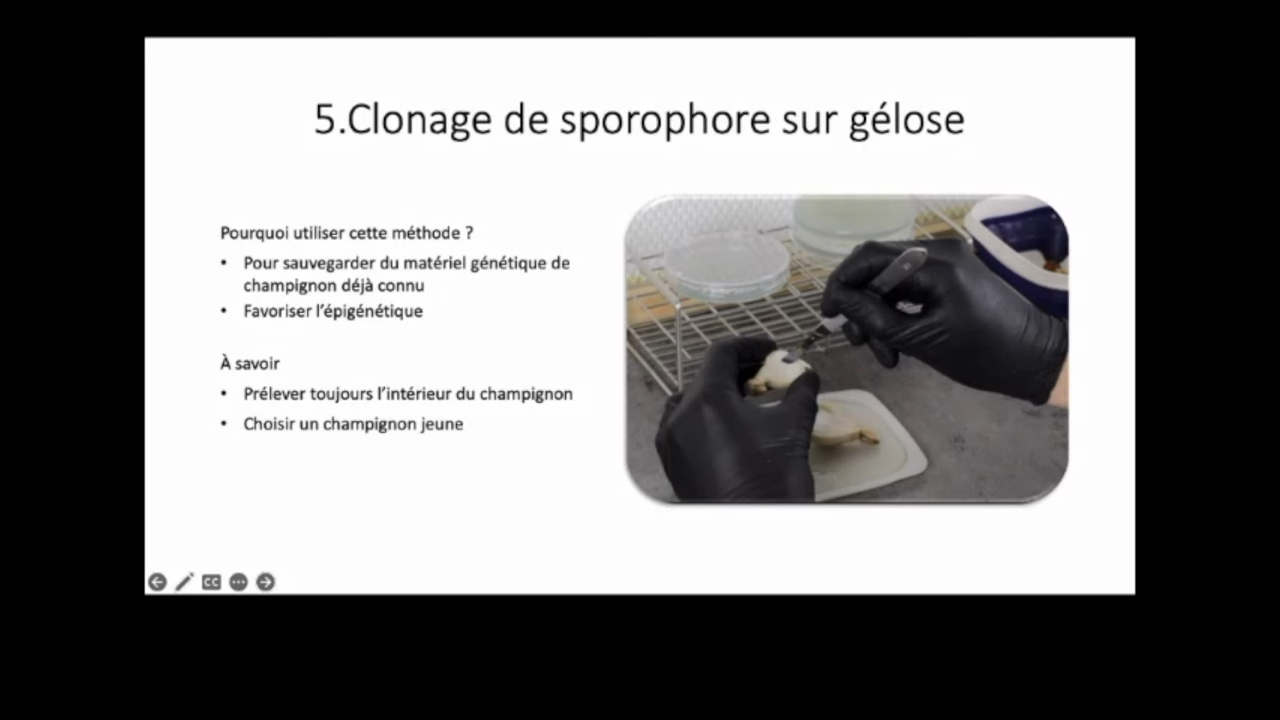 5.Clonage de sporophore sur gélose
Pourquoi utiliser cette méthode ?
• Pour sauvegarder du matériel génétique de
champignon déjà connu
• Favoriser l'épigénétique
À savoir
• Prélever toujours l'intérieur du champignon
• Choisir un champignon jeune
CC